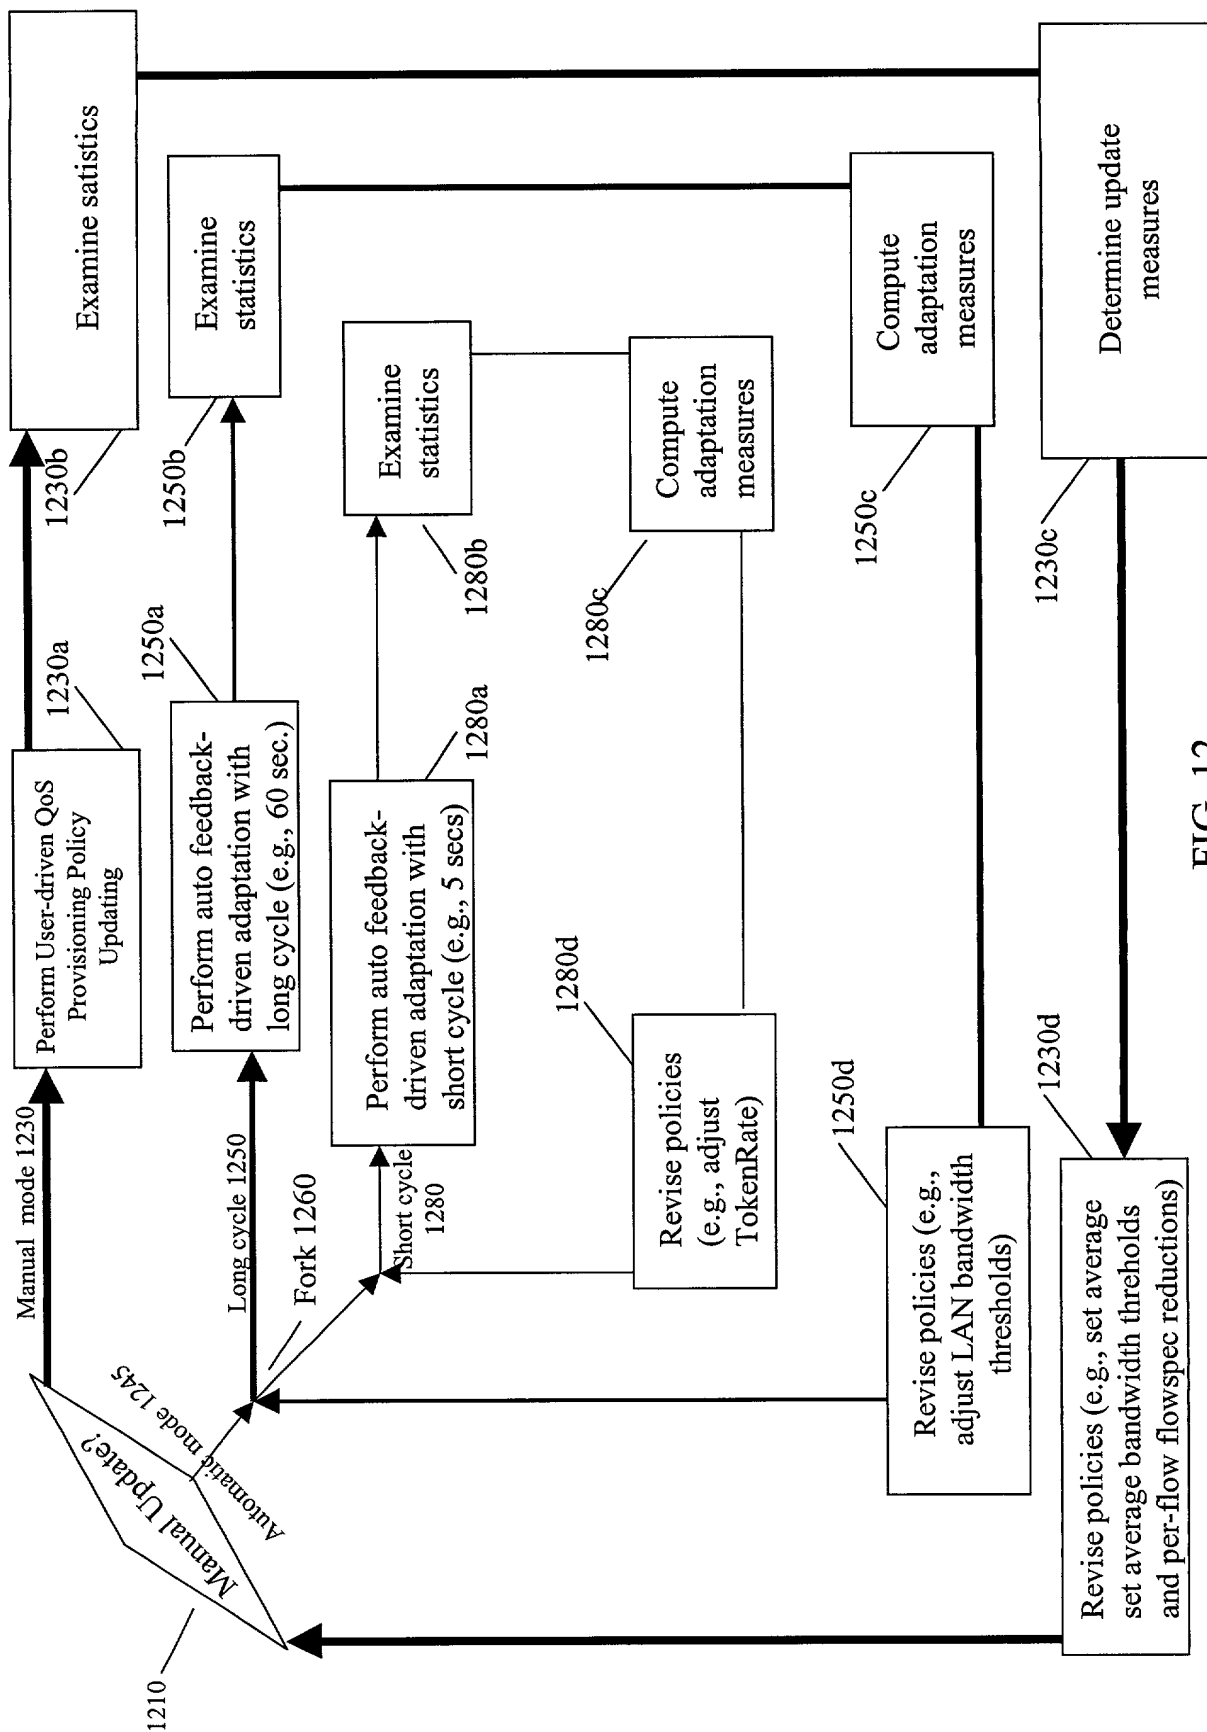 1210
Manual Update?
Manual mode 1230
Automatic mode 1245
Perform User-driven QoS
Provisioning Policy
Updating
1230a
Examine satistics
1230b
Long cycle 1250
Fork 1260
Perform auto feedback-
driven adaptation with
long cycle (e.g., 60 sec.)
1250a
Examine
statistics
1250b
Short cycle
1280
Perform auto feedback-
driven adaptation with
short cycle (e.g., 5 secs)
1280a
Examine
statistics
1280b
Revise policies
(e.g., adjust
TokenRate)
1280d
Compute
adaptation
measures
1280c
Revise policies (e.g.,
adjust LAN bandwidth
thresholds)
1250d
Compute
adaptation
measures
1250c
Revise policies (e.g., set average
set average bandwidth threholds
and per-flow flowspec reductions)
1230d
Determine update
measures
1230c
FIG. 12